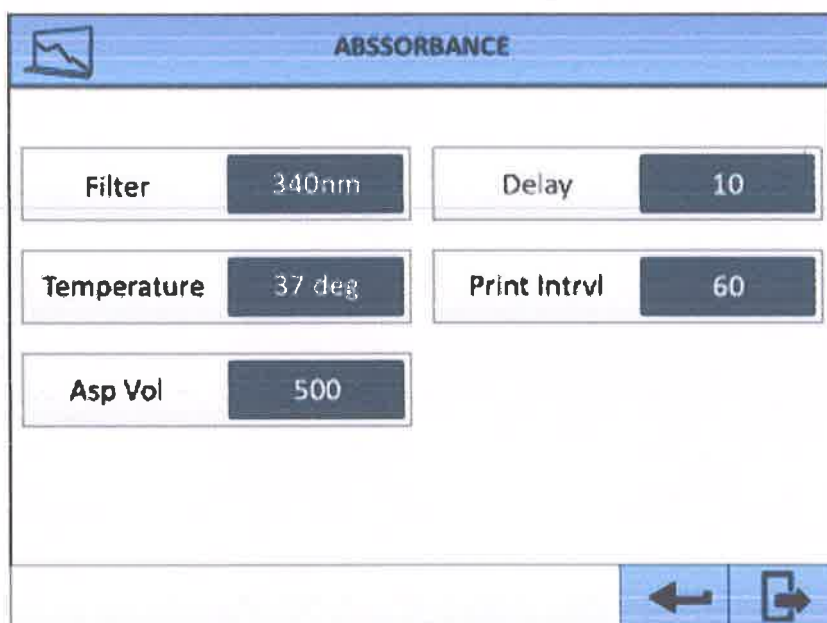 ABSSORBANCE
Filter 340nm
Delay 10
Temperature 37 deg
Print Intrvl 60
Asp Vol 500